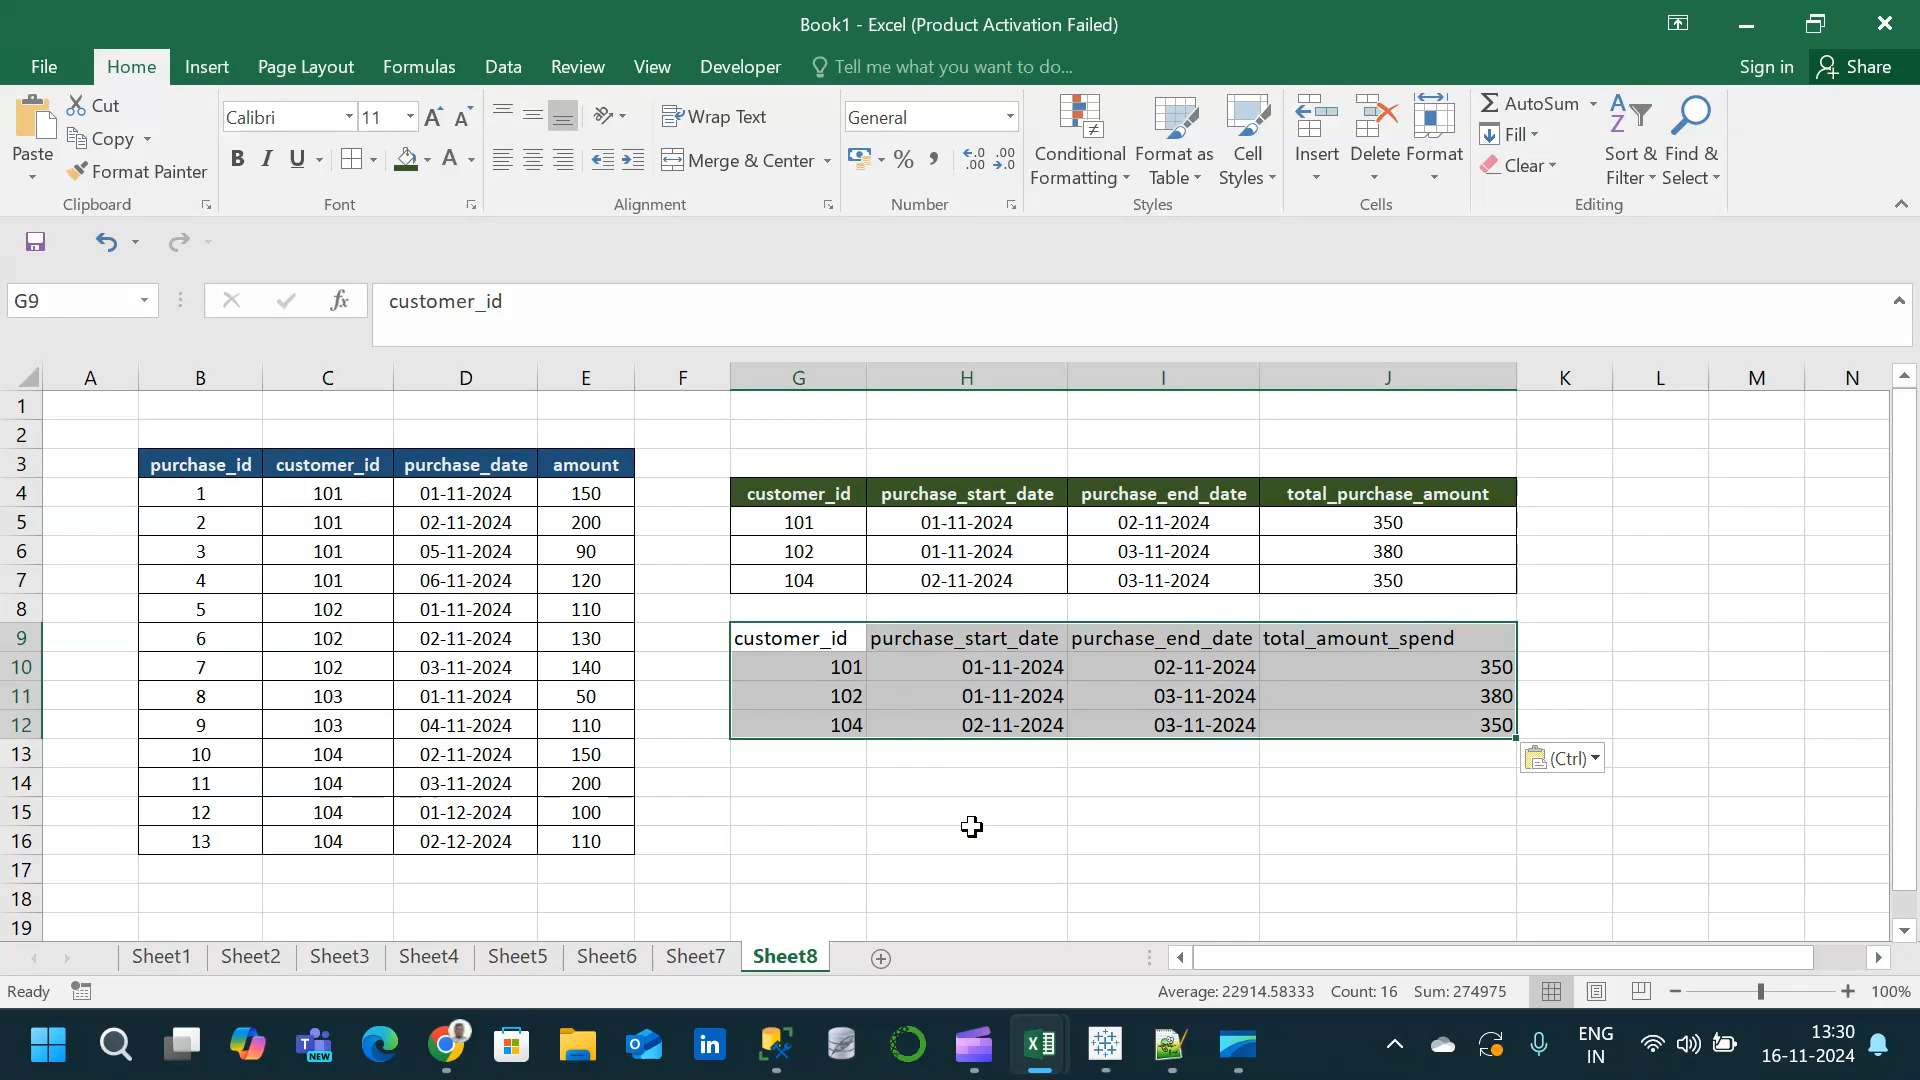 Book1 - Excel (Product Activation Failed)
File Home Insert Page Layout Formulas Data Review View Developer Tell me what you want to do... Sign in Share
Paste
Cut
Copy
Format Painter
Clipboard
Calibri 11
B I U A
Font
Wrap Text
Merge & Center
Alignment
General
% , .00 .0
Number
Conditional Formatting
Format as Table
Cell Styles
Styles
Insert Delete Format
Cells
AutoSum
Fill
Clear
Sort & Filter
Find & Select
Editing
G9 fx customer_id
A B C D E F G H I J K L M N
1
2
3 purchase_id customer_id purchase_date amount
4 1 101 01-11-2024 150 customer_id purchase_start_date purchase_end_date total_purchase_amount
5 2 101 02-11-2024 200 101 01-11-2024 02-11-2024 350
6 3 101 05-11-2024 90 102 01-11-2024 03-11-2024 380
7 4 101 06-11-2024 120 104 02-11-2024 03-11-2024 350
8 5 102 01-11-2024 110
9 6 102 02-11-2024 130 customer_id purchase_start_date purchase_end_date total_amount_spend
10 7 102 03-11-2024 140 101 01-11-2024 02-11-2024 350
11 8 103 01-11-2024 50 102 01-11-2024 03-11-2024 380
12 9 103 04-11-2024 110 104 02-11-2024 03-11-2024 350
13 10 104 02-11-2024 150 (Ctrl)
14 11 104 03-11-2024 200
15 12 104 01-12-2024 100
16 13 104 02-12-2024 110
17
18
19
Sheet1 Sheet2 Sheet3 Sheet4 Sheet5 Sheet6 Sheet7 Sheet8
Ready Average: 22914.58333 Count: 16 Sum: 274975 100%
NEW
ENG
IN
13:30
16-11-2024